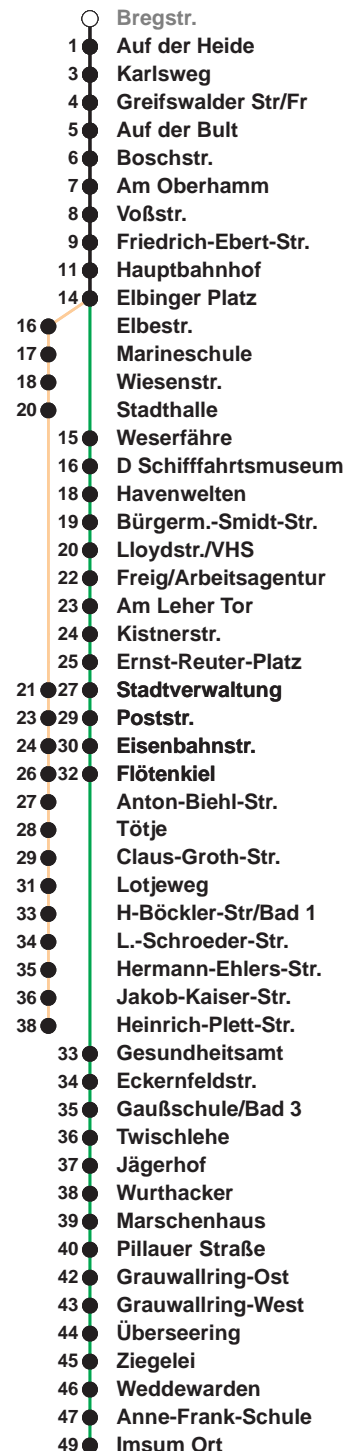 Bregstr.
1 Auf der Heide
3 Karlsweg
4 Greifswalder Str/Fr
5 Auf der Bult
6 Boschstr.
7 Am Oberhamm
8 Voßstr.
9 Friedrich-Ebert-Str.
11 Hauptbahnhof
14 Elbinger Platz
16 Elbestr.
17 Marineschule
18 Wiesenstr.
20 Stadthalle
15 Weserfähre
16 D Schifffahrtsmuseum
18 Havenwelten
19 Bürgerm.-Smidt-Str.
20 Lloydstr./VHS
22 Freig/Arbeitsagentur
23 Am Leher Tor
24 Kistnerstr.
25 Ernst-Reuter-Platz
21 27 Stadtverwaltung
23 29 Poststr.
24 30 Eisenbahnstr.
26 32 Flötenkiel
27 Anton-Biehl-Str.
28 Tötje
29 Claus-Groth-Str.
31 Lotjeweg
33 H-Böckler-Str/Bad 1
34 L.-Schroeder-Str.
35 Hermann-Ehlers-Str.
36 Jakob-Kaiser-Str.
38 Heinrich-Plett-Str.
33 Gesundheitsamt
34 Eckernfeldstr.
35 Gaußschule/Bad 3
36 Twischlehe
37 Jägerhof
38 Wurthacker
39 Marschenhaus
40 Pillauer Straße
42 Grauwallring-Ost
43 Grauwallring-West
44 Überseering
45 Ziegelei
46 Weddewarden
47 Anne-Frank-Schule
49 Imsum Ort